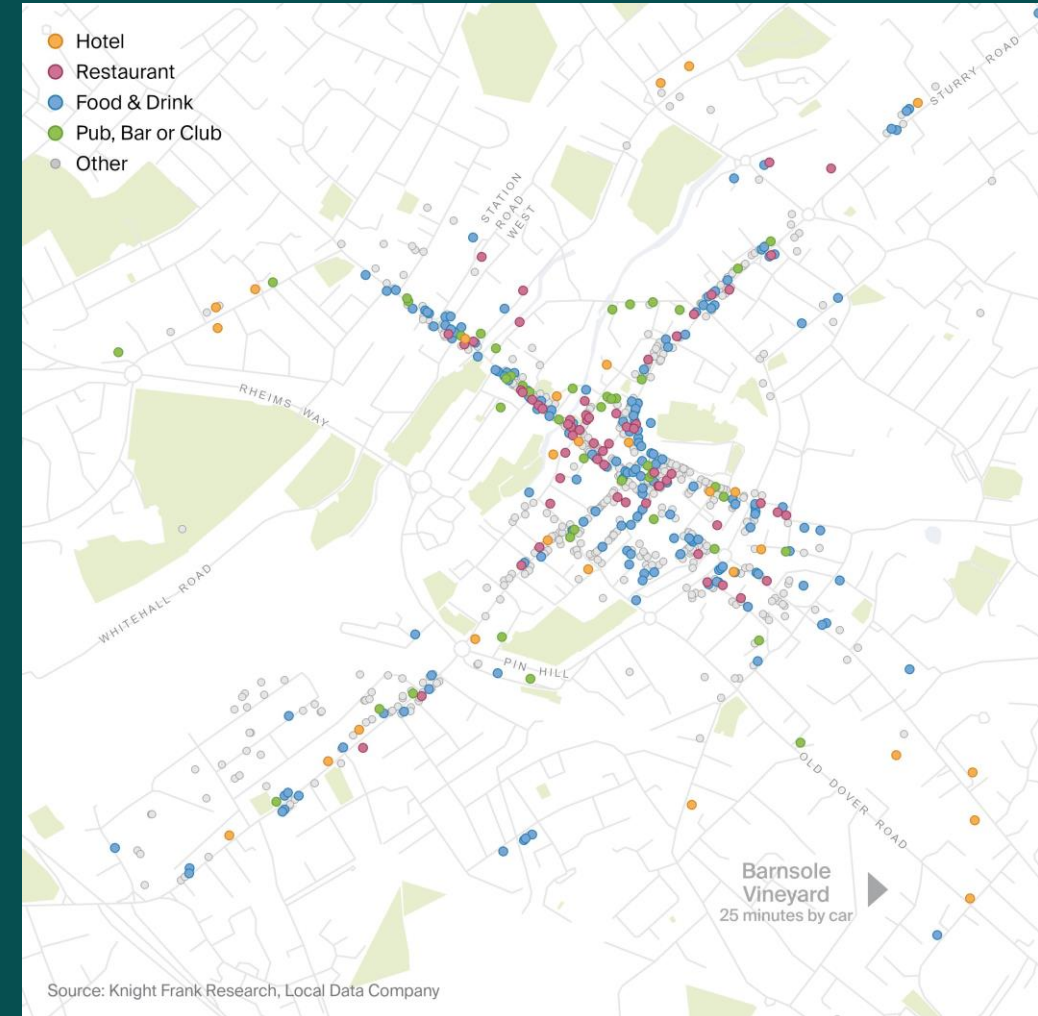 Hotel
Restaurant
Food & Drink
Pub, Bar or Club
Other
STURRY ROAD
STATION
ROAD
WEST
RHEIMS WAY
WHITEHALL ROAD
PIN HILL
OLD DOVER ROAD
Barnsole
Vineyard
25 minutes by car
Source: Knight Frank Research, Local Data Company